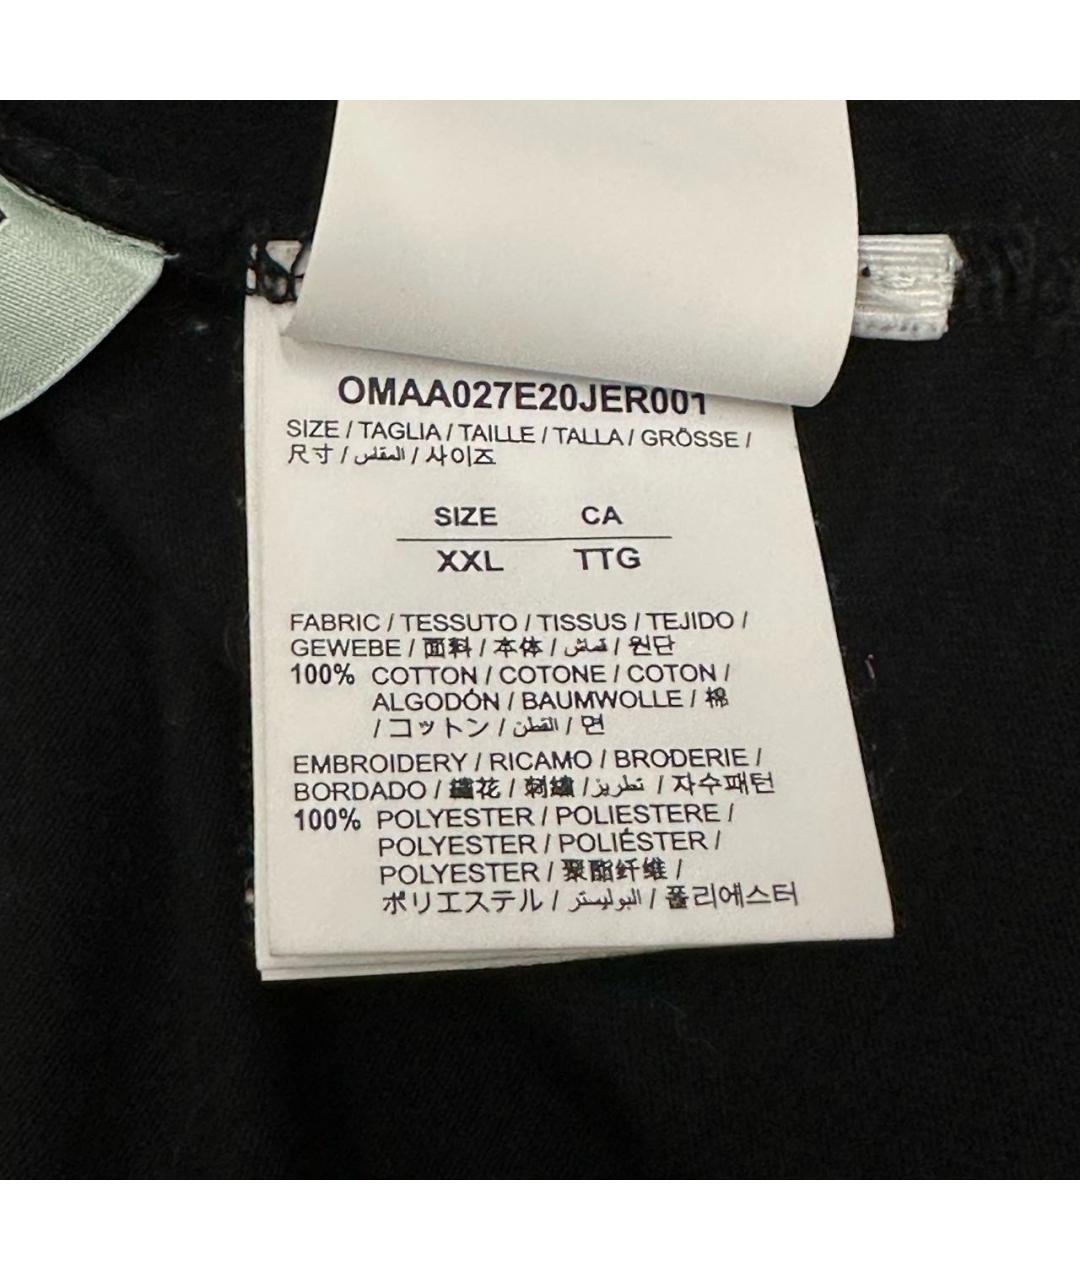 OMAA027E20JER001
SIZE / TAGLIA / TAILLE / TALLA / GRÖSSE /
尺寸 / المقاس / 사이즈
SIZE CA
XXL TTG
FABRIC / TESSUTO / TISSUS / TEJIDO /
GEWEBE / 面料 / 本体 / قماش / 원단
100% COTTON / COTONE / COTON /
ALGODÓN / BAUMWOLLE / 棉
/ コットン / القطن / 면
EMBROIDERY / RICAMO / BRODERIE /
BORDADO / 繡花 / 刺繍 / تطريز / 자수패턴
100% POLYESTER / POLIESTERE /
POLYESTER / POLIÉSTER /
POLYESTER / 聚酯纤维 /
ポリエステル / البوليستر / 폴리에스터